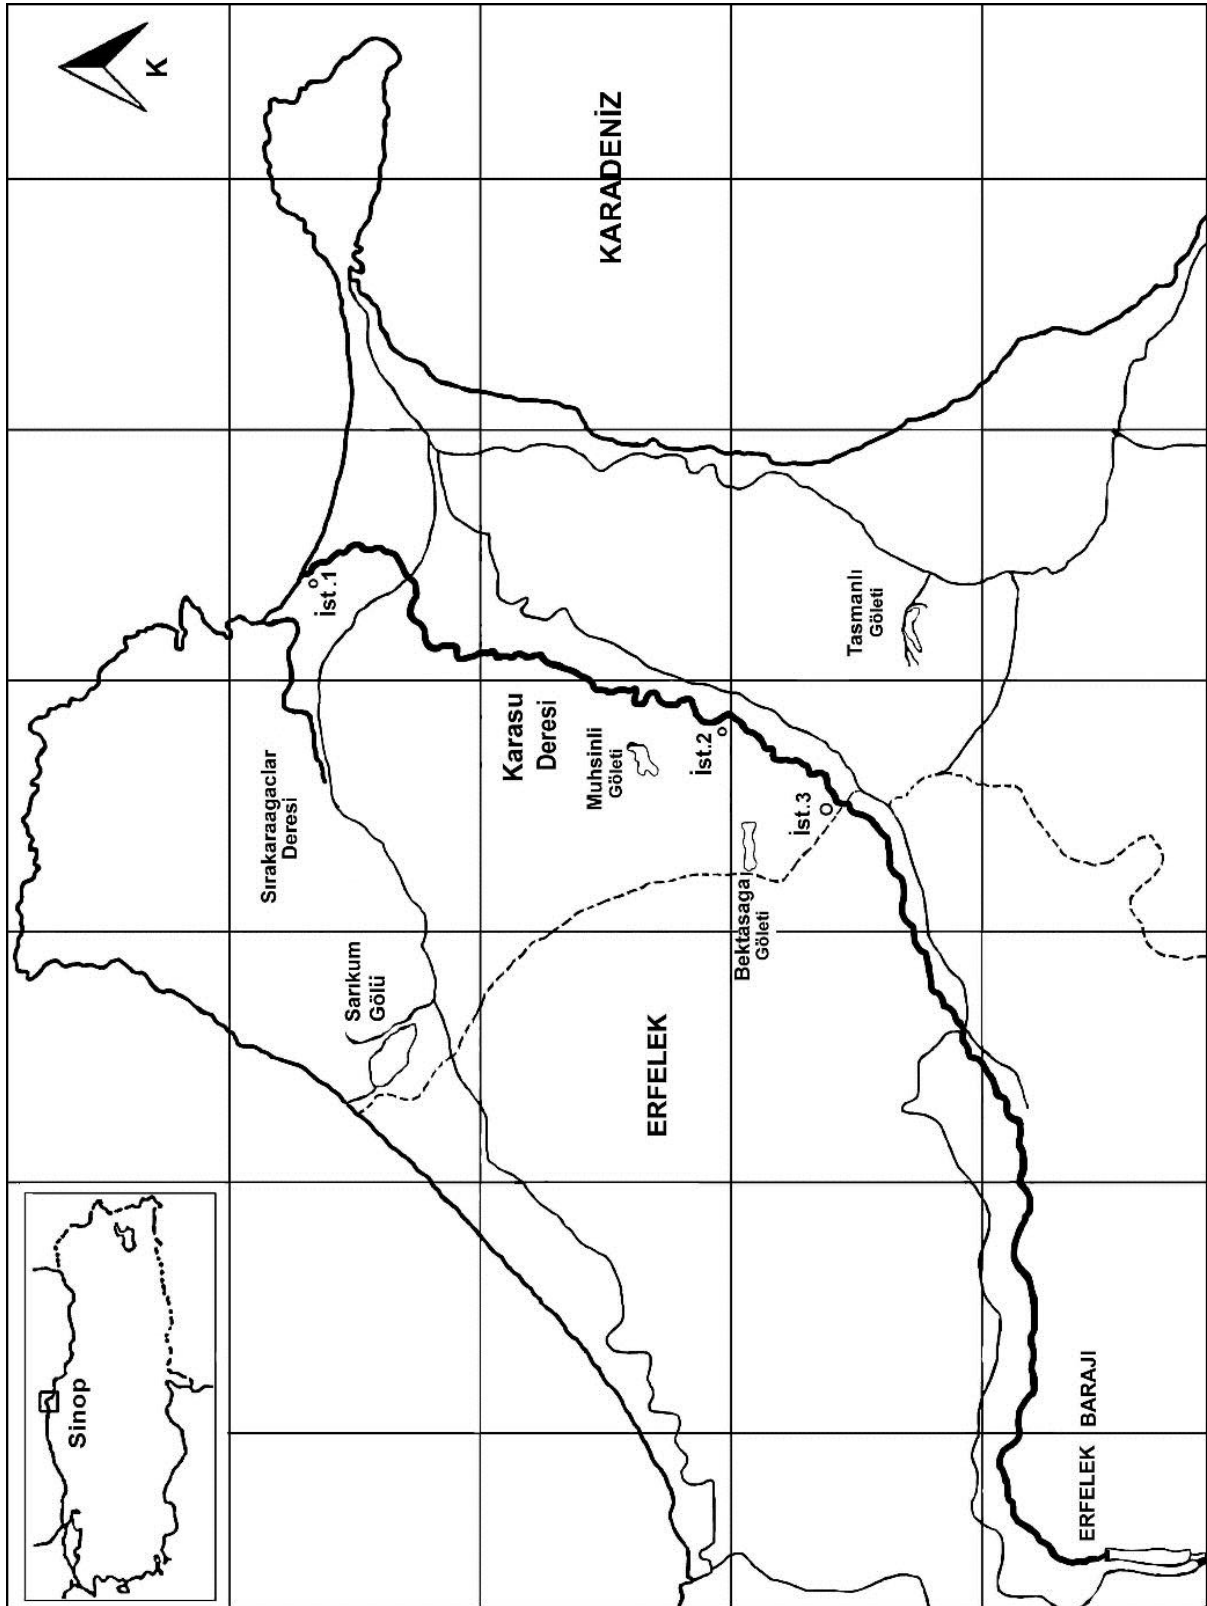 K
KARADENİZ
İst.1
Sırakaraagaclar
Deresi
Karasu
Deresi
Muhsinli
Göleti
İst.2
Tasmanlı
Göleti
İst.3
Bektasaga
Göleti
Sarıkum
Gölü
ERFELEK
Sinop
ERFELEK BARAJI